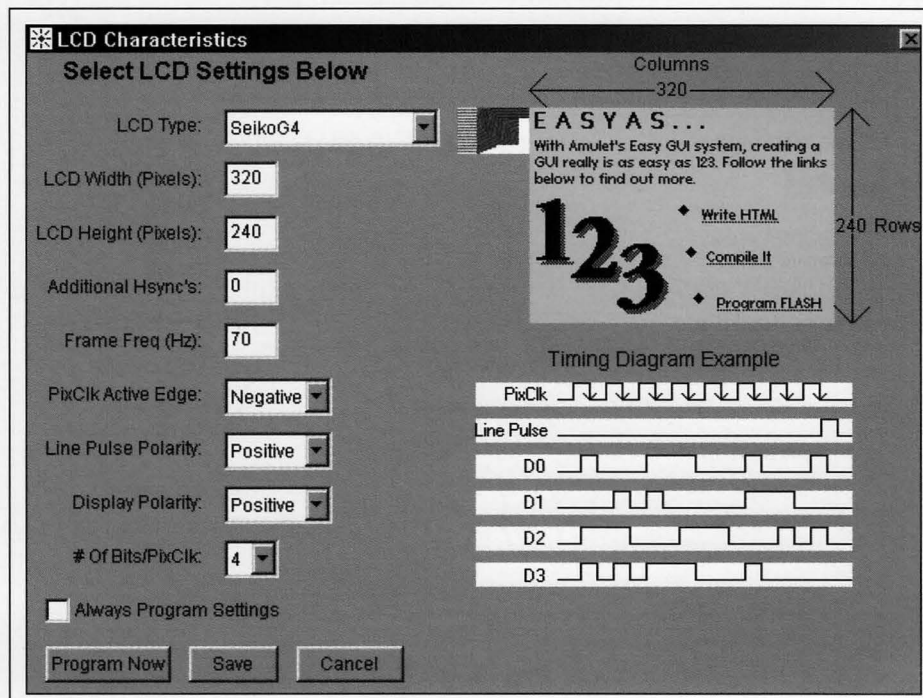 LCD Characteristics
Select LCD Settings Below
LCD Type: SeikoG4
LCD Width (Pixels): 320
LCD Height (Pixels): 240
Additional Hsync's: 0
Frame Freq (Hz): 70
PixClk Active Edge: Negative
Line Pulse Polarity: Positive
Display Polarity: Positive
# Of Bits/PixClk: 4
Always Program Settings
Program Now Save Cancel
Columns
320
EASYAS...
With Amulet's Easy GUI system, creating a
GUI really is as easy as 123. Follow the links
below to find out more.
123
Write HTML
Compile It
Program FLASH
240 Rows
Timing Diagram Example
PixClk
Line Pulse
D0
D1
D2
D3